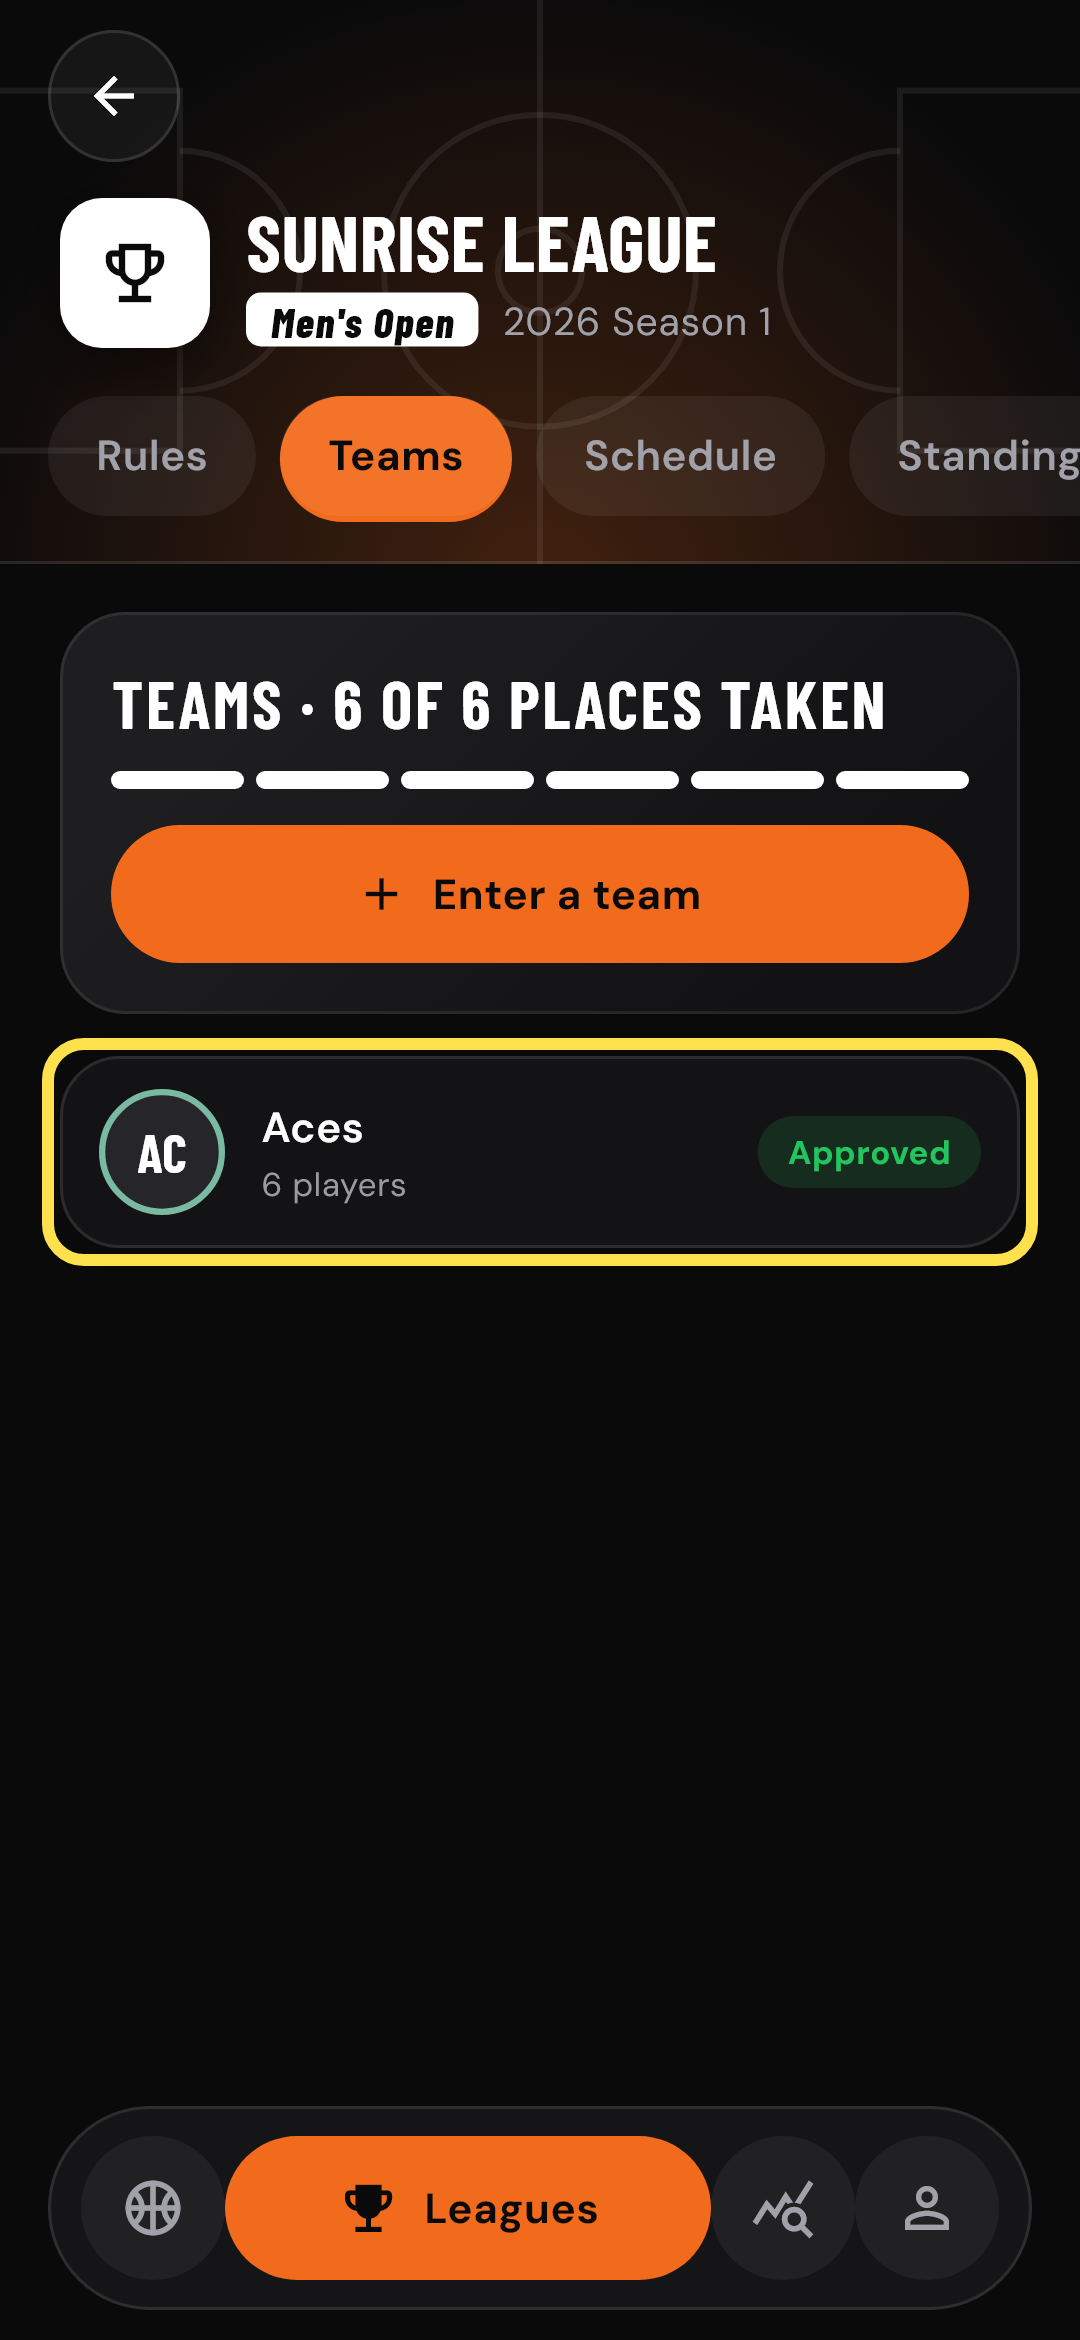 SUNRISE LEAGUE
Men's Open 2026 Season 1
Rules Teams Schedule Standing
TEAMS · 6 OF 6 PLACES TAKEN
+ Enter a team
AC
Aces
6 players
Approved
Leagues